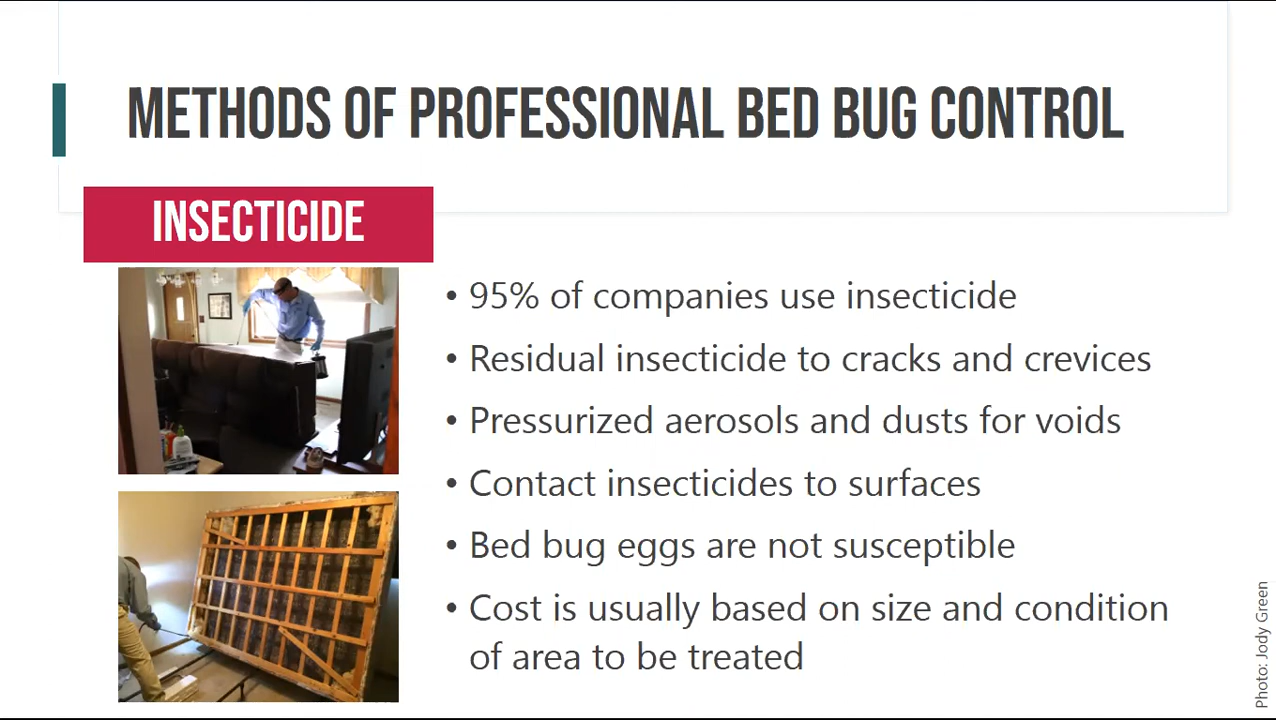 METHODS OF PROFESSIONAL BED BUG CONTROL
INSECTICIDE
• 95% of companies use insecticide
• Residual insecticide to cracks and crevices
• Pressurized aerosols and dusts for voids
• Contact insecticides to surfaces
• Bed bug eggs are not susceptible
• Cost is usually based on size and condition
of area to be treated
Photo: Jody Green